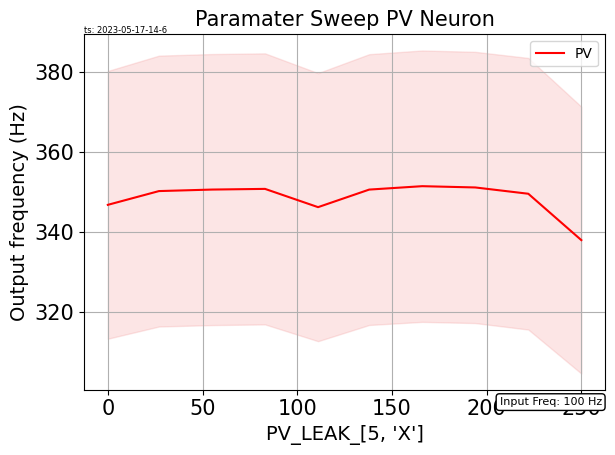 Paramater Sweep PV Neuron
ts: 2023-05-17-14-6
PV
380
360
340
320
Output frequency (Hz)
0 50 100 150 200 250
Input Freq: 100 Hz
PV_LEAK_[5, 'X']